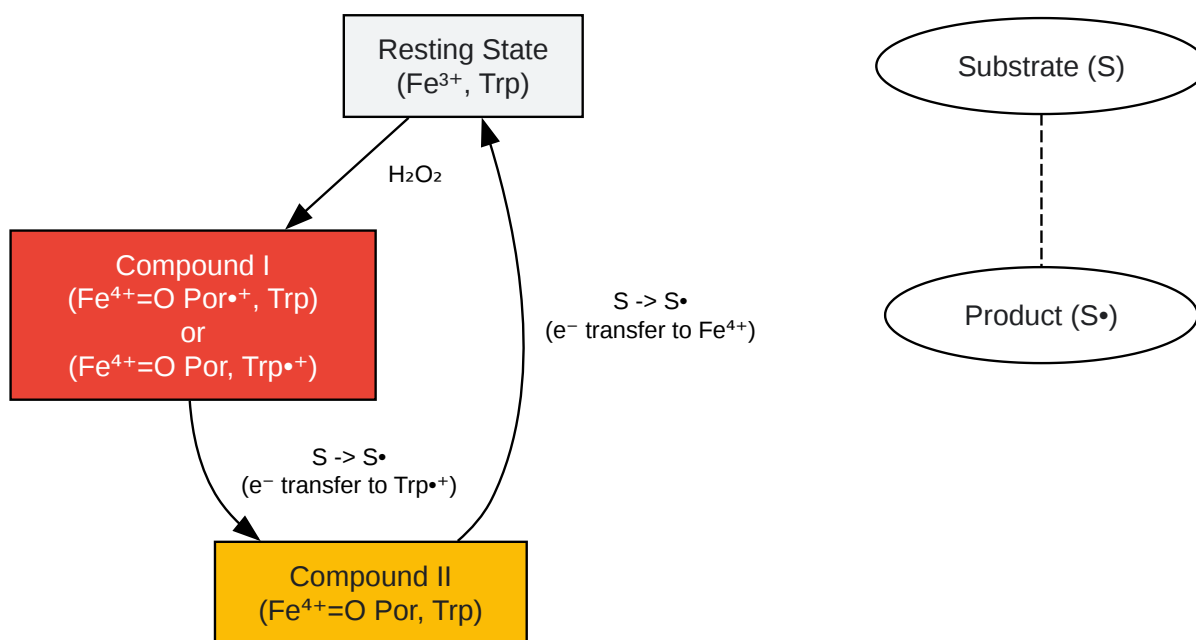 Resting State
(Fe³⁺, Trp)
Substrate (S)
H₂O₂
Compound I
(Fe⁴⁺=O Por•⁺, Trp)
or
(Fe⁴⁺=O Por, Trp•⁺)
S -> S•
(e⁻ transfer to Fe⁴⁺)
Product (S•)
S -> S•
(e⁻ transfer to Trp•⁺)
Compound II
(Fe⁴⁺=O Por, Trp)